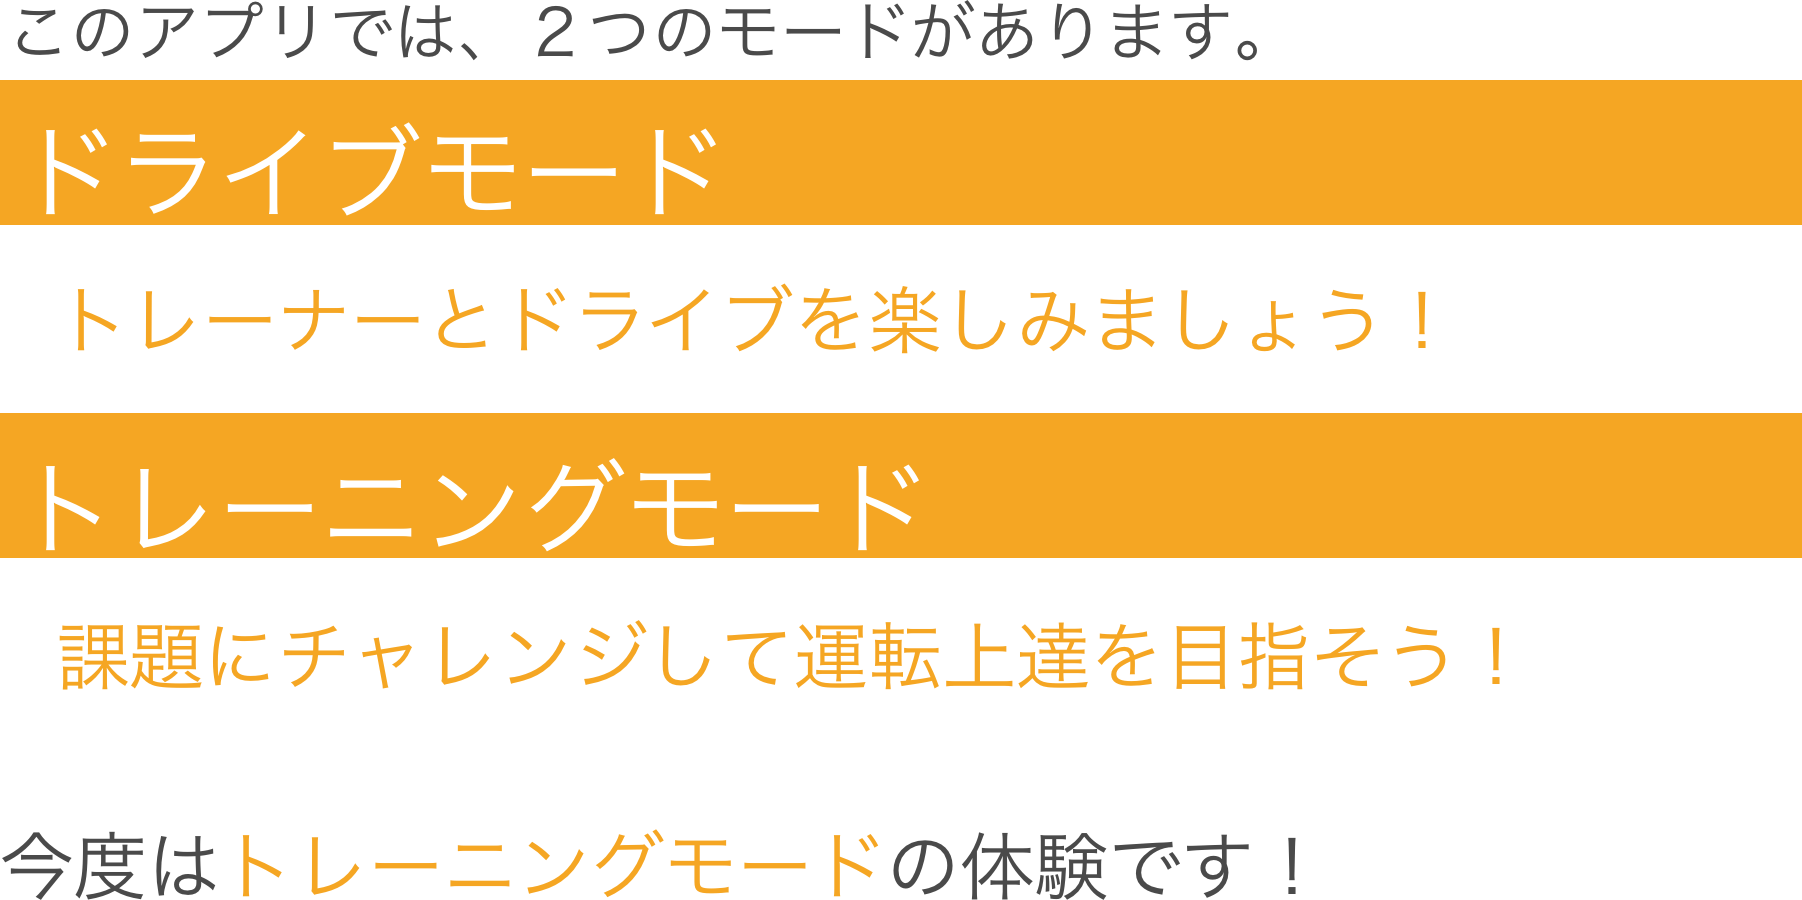 このアプリでは、２つのモードがあります。
ドライブモード
トレーナーとドライブを楽しみましょう！
トレーニングモード
課題にチャレンジして運転上達を目指そう！
今度はトレーニングモードの体験です！